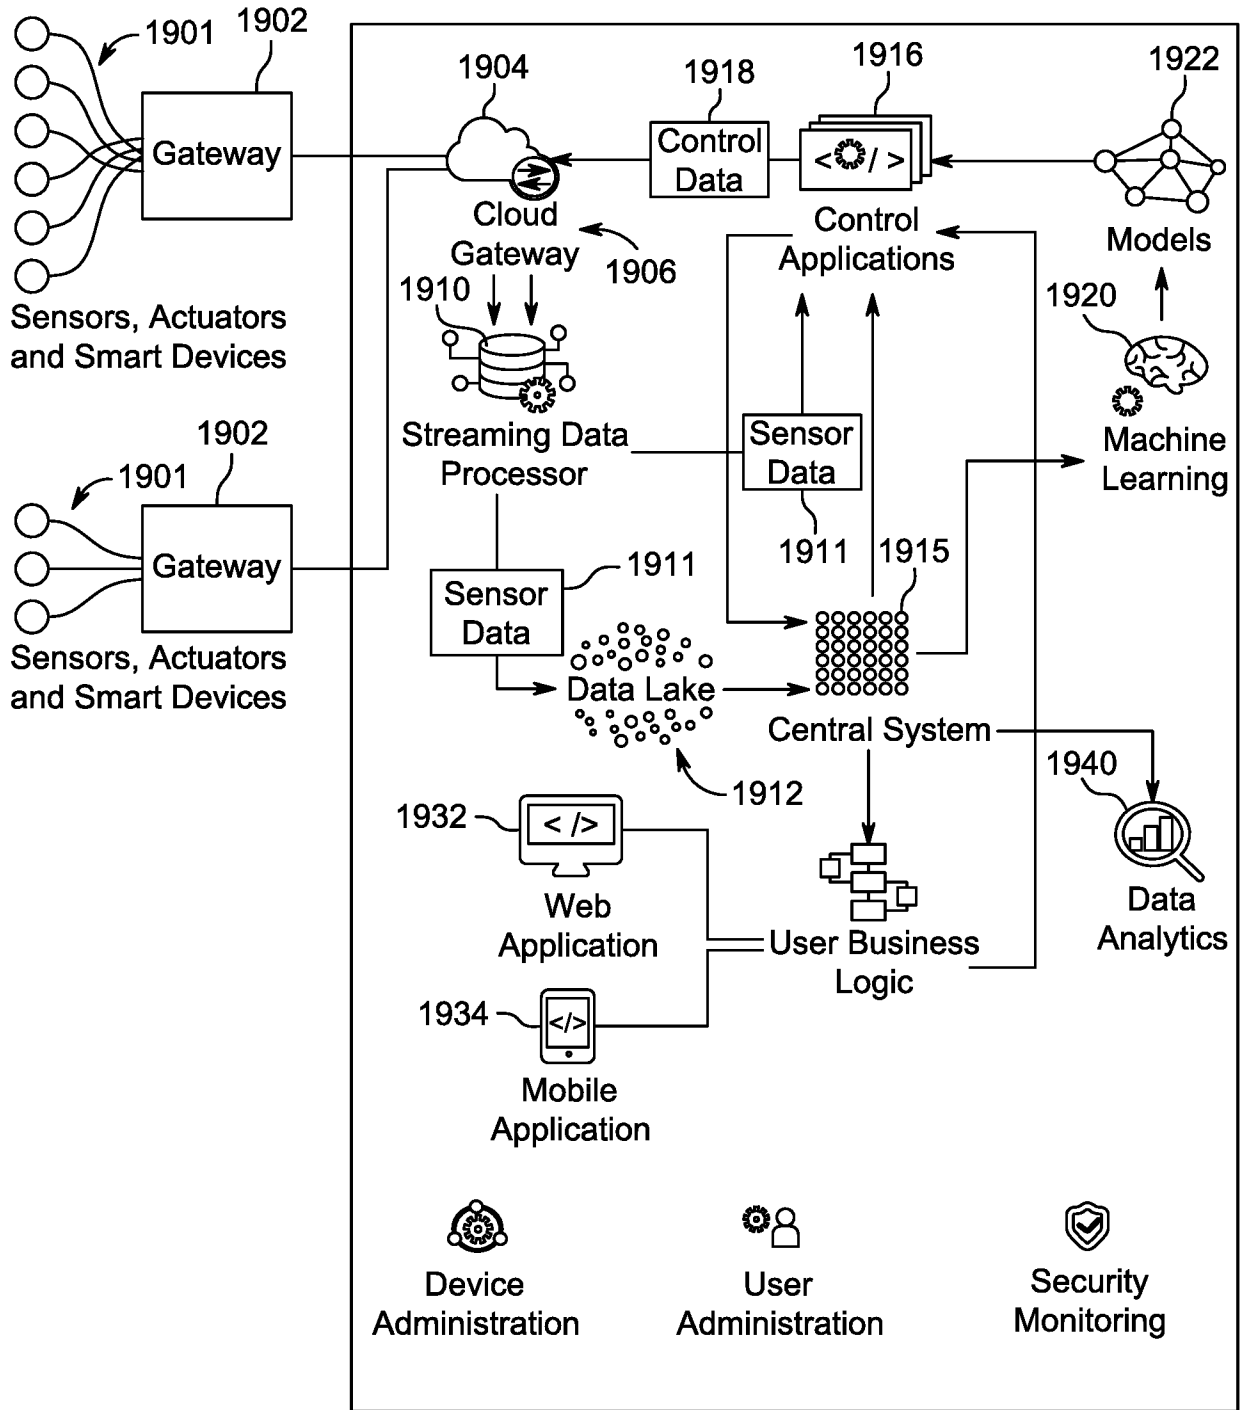 1901
1902
Gateway
Sensors, Actuators
and Smart Devices
1902
1901
Gateway
Sensors, Actuators
and Smart Devices
1904
Cloud
Gateway
1906
1918
Control
Data
1916
< / >
Control
Applications
1922
Models
1910
Streaming Data
Processor
Sensor
Data
1911
1920
Machine
Learning
Sensor
Data
1911
Data Lake
1912
1915
Central System
1940
Data
Analytics
1932
< />
Web
Application
User Business
Logic
1934
</>
Mobile
Application
Device
Administration
User
Administration
Security
Monitoring